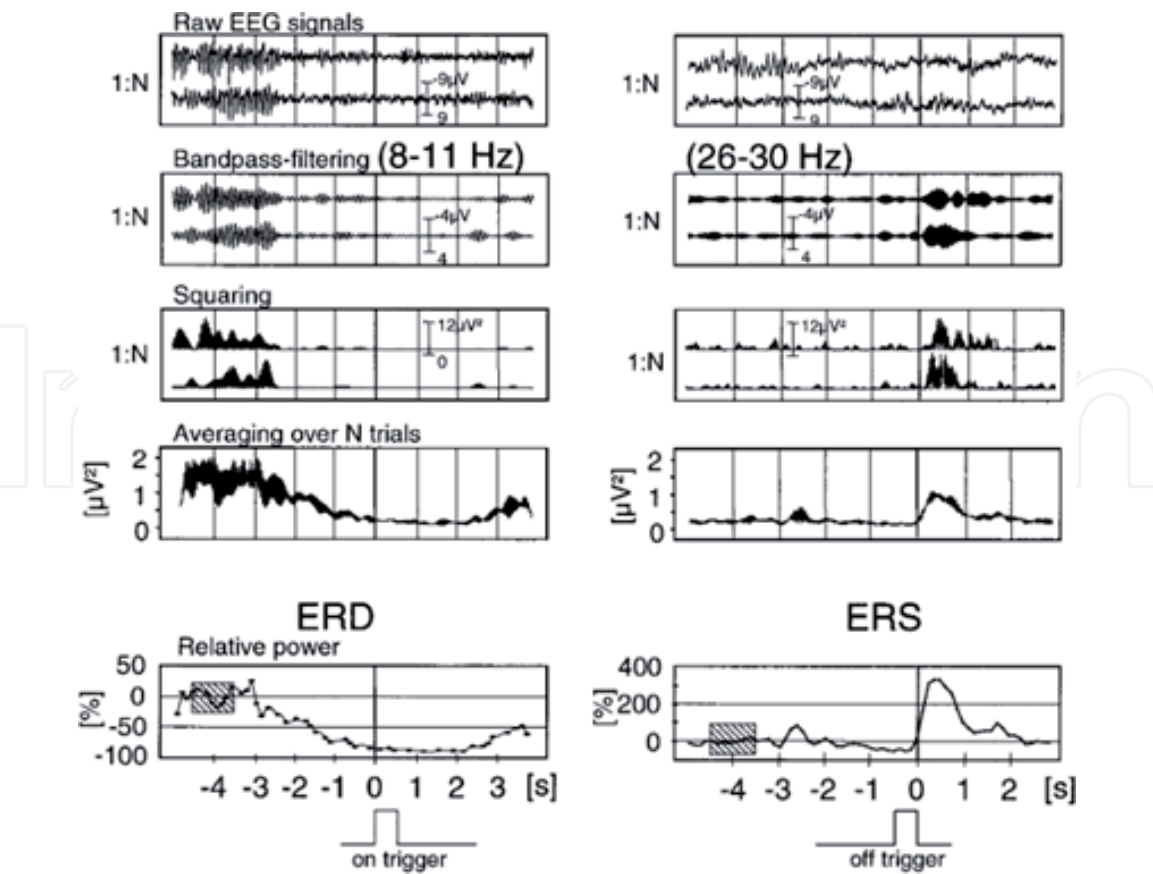 Raw EEG signals
1:N
-9µV
9
1:N
-9µV
9
Bandpass-filtering (8-11 Hz)
(26-30 Hz)
1:N
-4µV
4
1:N
-4µV
4
Squaring
1:N
12µV²
0
1:N
12µV²
Averaging over N trials
[µV²]
2
1
0
[µV²]
2
1
0
ERD
ERS
Relative power
[%]
50
0
-50
-100
[%]
400
200
0
-4 -3 -2 -1 0 1 2 3 [s]
-4 -3 -2 -1 0 1 2 [s]
on trigger
off trigger